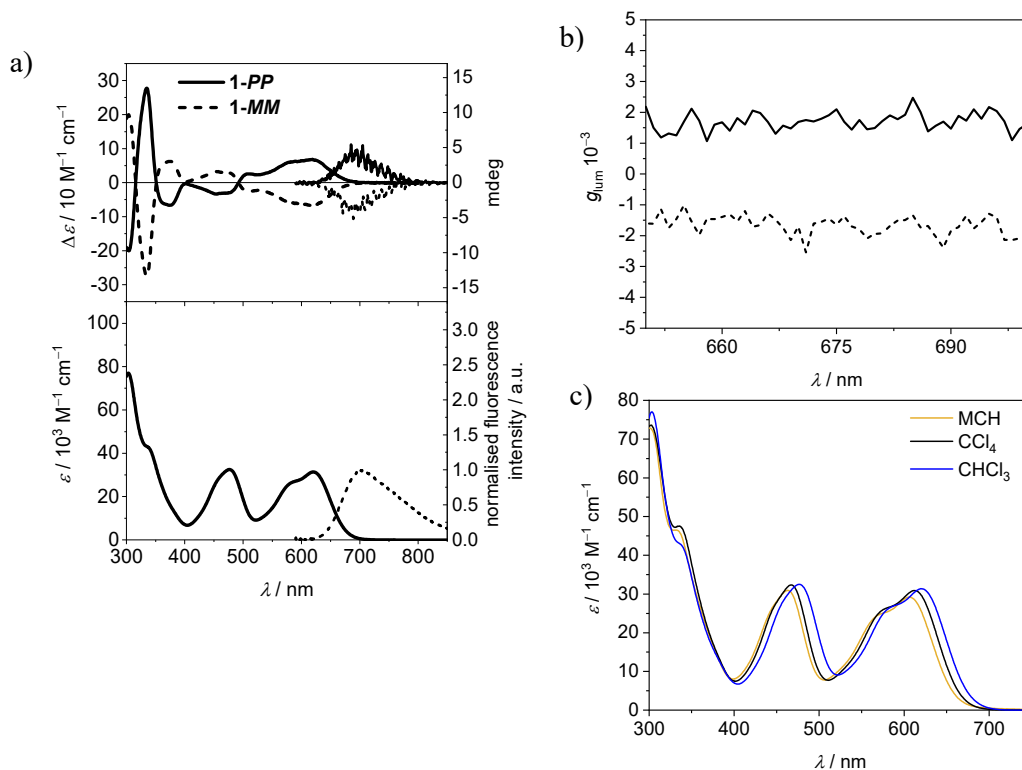 a)
1-PP
1-MM
30
20
10
0
-10
-20
-30
Δε / 10 M⁻¹ cm⁻¹
15
10
5
0
-5
-10
mdeg
100
80
60
40
20
0
ε / 10³ M⁻¹ cm⁻¹
3.0
2.5
2.0
1.5
1.0
0.5
0.0
normalised fluorescence
intensity / a.u.
300 400 500 600 700 800
λ / nm
b)
5
4
3
2
1
0
-1
-2
-3
-4
-5
g_lum 10⁻³
660 675 690
λ / nm
c)
MCH
CCl₄
CHCl₃
80
70
60
50
40
30
20
10
0
ε / 10³ M⁻¹ cm⁻¹
300 400 500 600 700
λ / nm